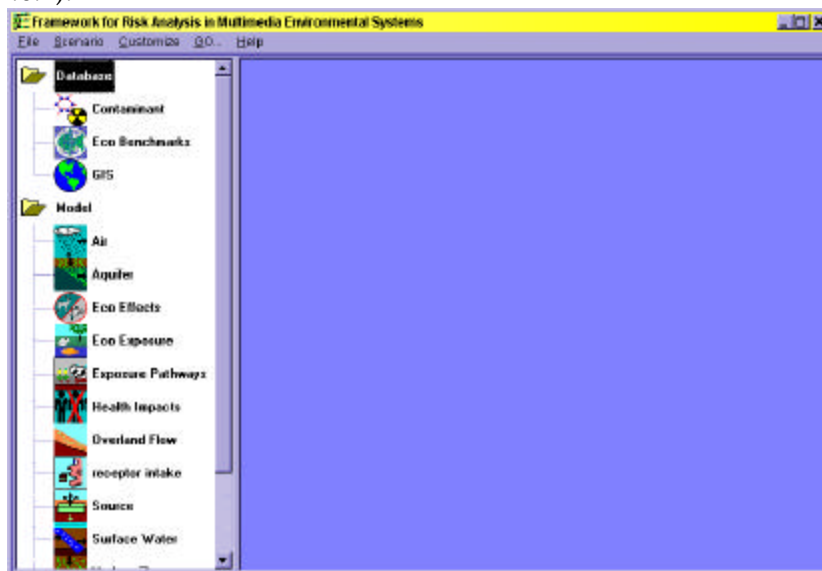 Framework for Risk Analysis in Multimedia Environmental Systems
File Scenario Customize GO... Help
Database
Contaminant
Eco Benchmarks
GIS
Model
Air
Aquifer
Eco Effects
Eco Exposure
Exposure Pathways
Health Impacts
Overland Flow
receptor intake
Source
Surface Water